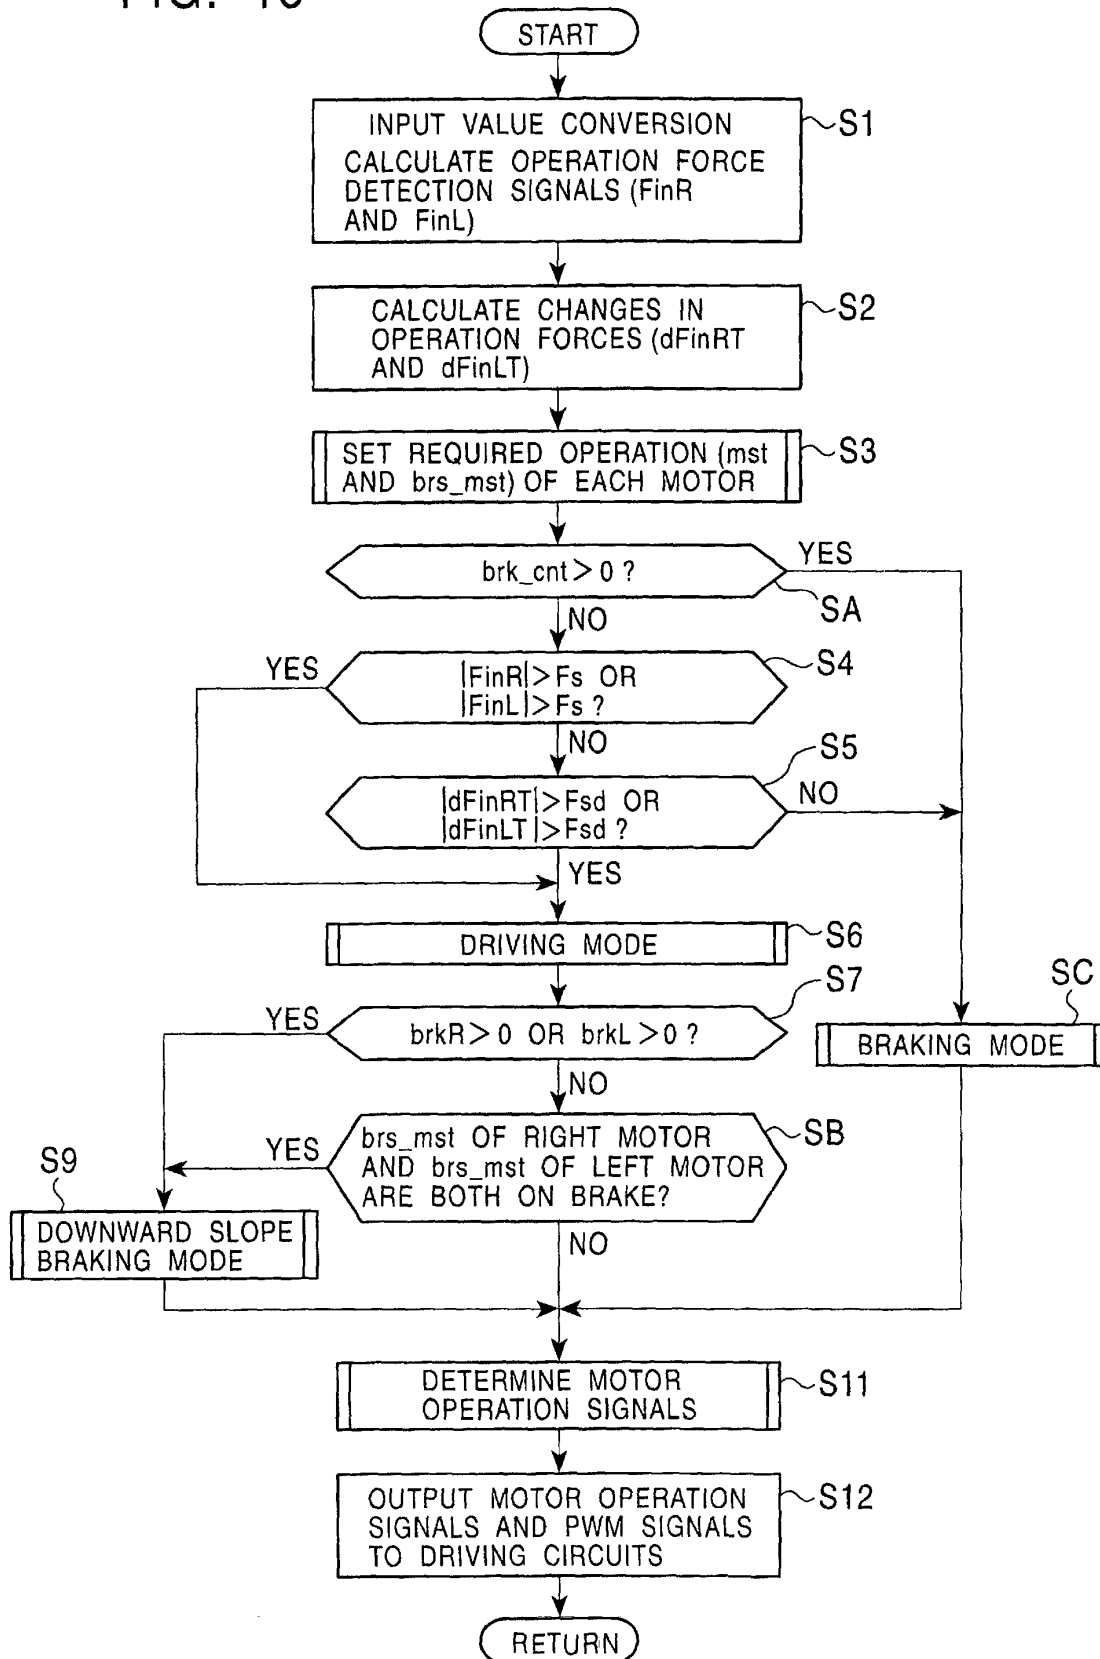 START
INPUT VALUE CONVERSION
CALCULATE OPERATION FORCE
DETECTION SIGNALS (FinR
AND FinL)
S1
CALCULATE CHANGES IN
OPERATION FORCES (dFinRT
AND dFinLT)
S2
SET REQUIRED OPERATION (mst
AND brs_mst) OF EACH MOTOR
S3
brk_cnt > 0 ?
YES
SA
NO
|FinR| > Fs OR
|FinL| > Fs ?
YES
S4
NO
|dFinRT| > Fsd OR
|dFinLT| > Fsd ?
S5
NO
YES
DRIVING MODE
S6
brkR > 0 OR brkL > 0 ?
YES
S7
NO
SC
BRAKING MODE
brs_mst OF RIGHT MOTOR
AND brs_mst OF LEFT MOTOR
ARE BOTH ON BRAKE?
YES
SB
NO
S9
DOWNWARD SLOPE
BRAKING MODE
DETERMINE MOTOR
OPERATION SIGNALS
S11
OUTPUT MOTOR OPERATION
SIGNALS AND PWM SIGNALS
TO DRIVING CIRCUITS
S12
RETURN